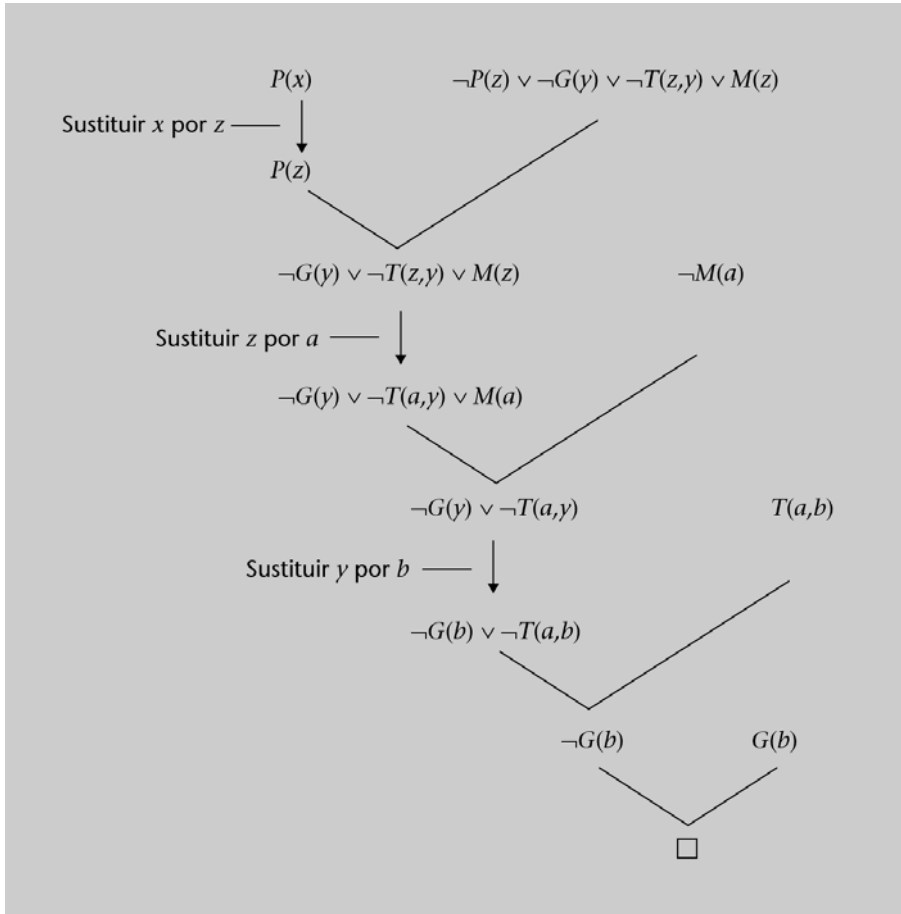 P(x) ¬P(z) ∨ ¬G(y) ∨ ¬T(z,y) ∨ M(z)
Sustituir x por z
P(z)
¬G(y) ∨ ¬T(z,y) ∨ M(z) ¬M(a)
Sustituir z por a
¬G(y) ∨ ¬T(a,y) ∨ M(a)
¬G(y) ∨ ¬T(a,y) T(a,b)
Sustituir y por b
¬G(b) ∨ ¬T(a,b)
¬G(b) G(b)
□